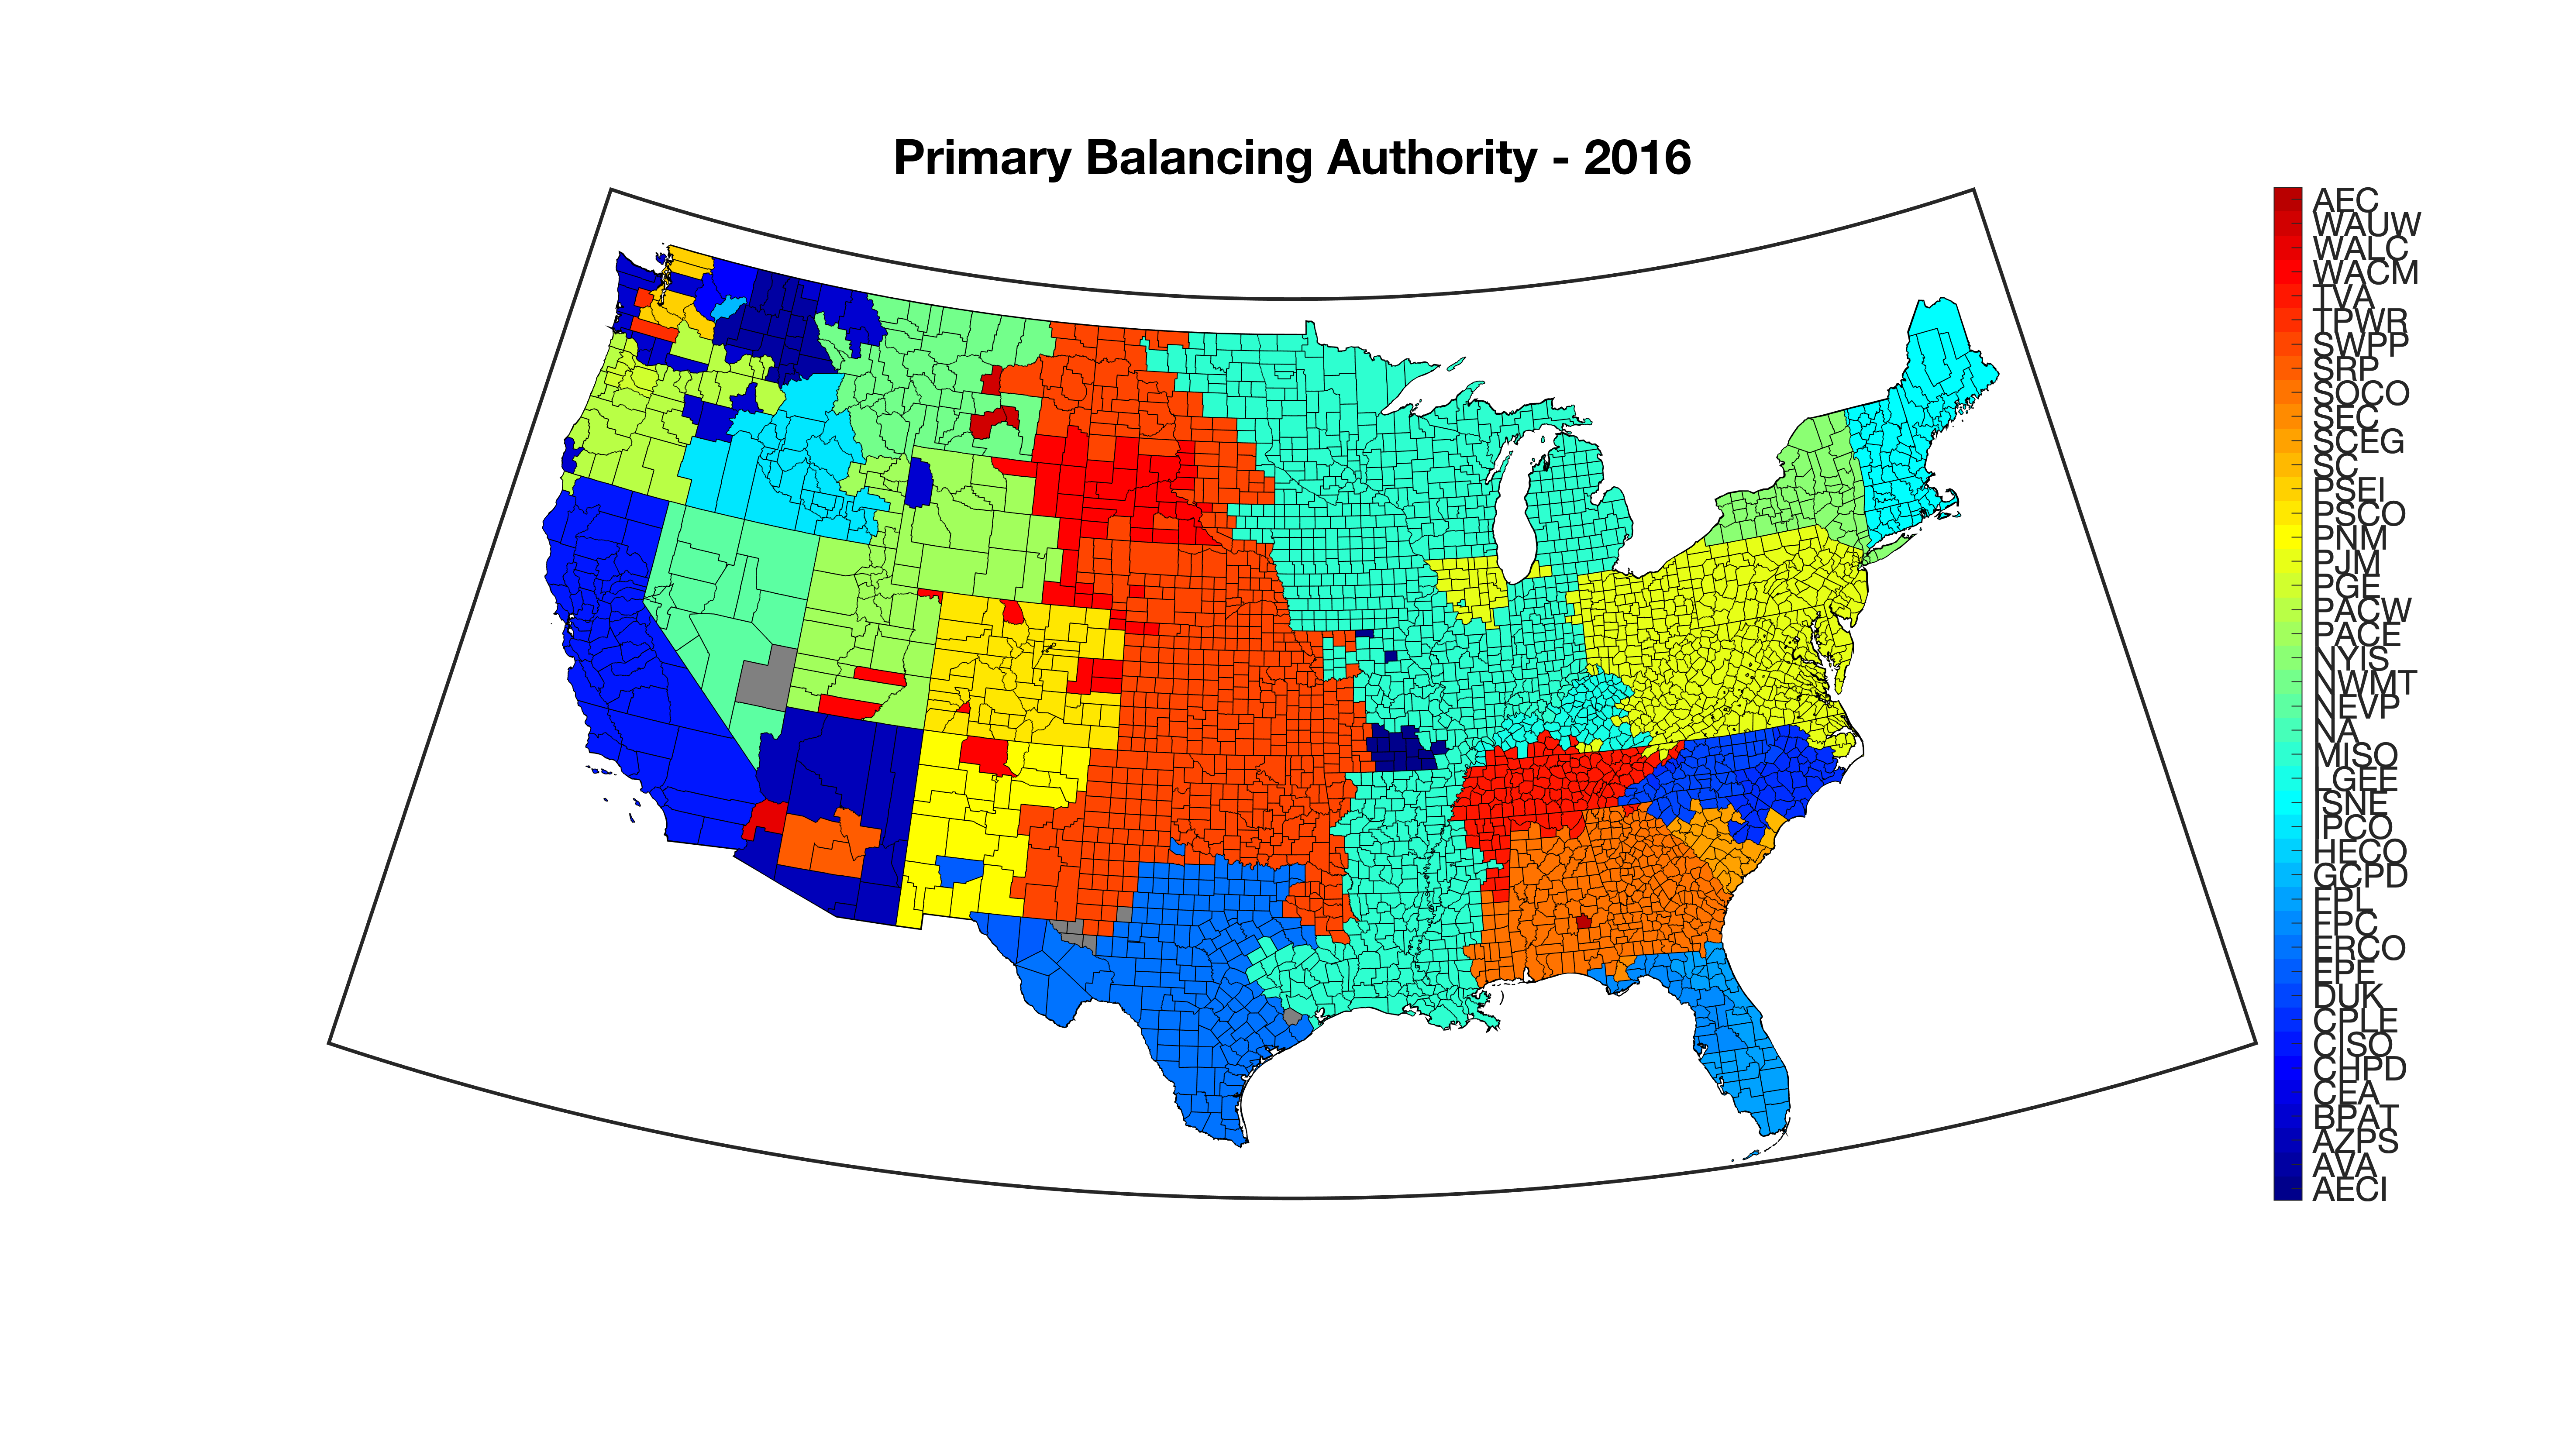 Primary Balancing Authority - 2016
AEC
WAUW
WALC
WACM
TVA
TPWR
SWPP
SRP
SOCO
SEC
SCEG
SC
PSEI
PSCO
PNM
PJM
PGE
PACW
PACE
NYIS
NWMT
NEVP
NA
MISO
LGEE
ISNE
IPCO
HECO
GCPD
FPL
FPC
ERCO
EPE
DUK
CPLE
CISO
CHPD
CEA
BPAT
AZPS
AVA
AECI